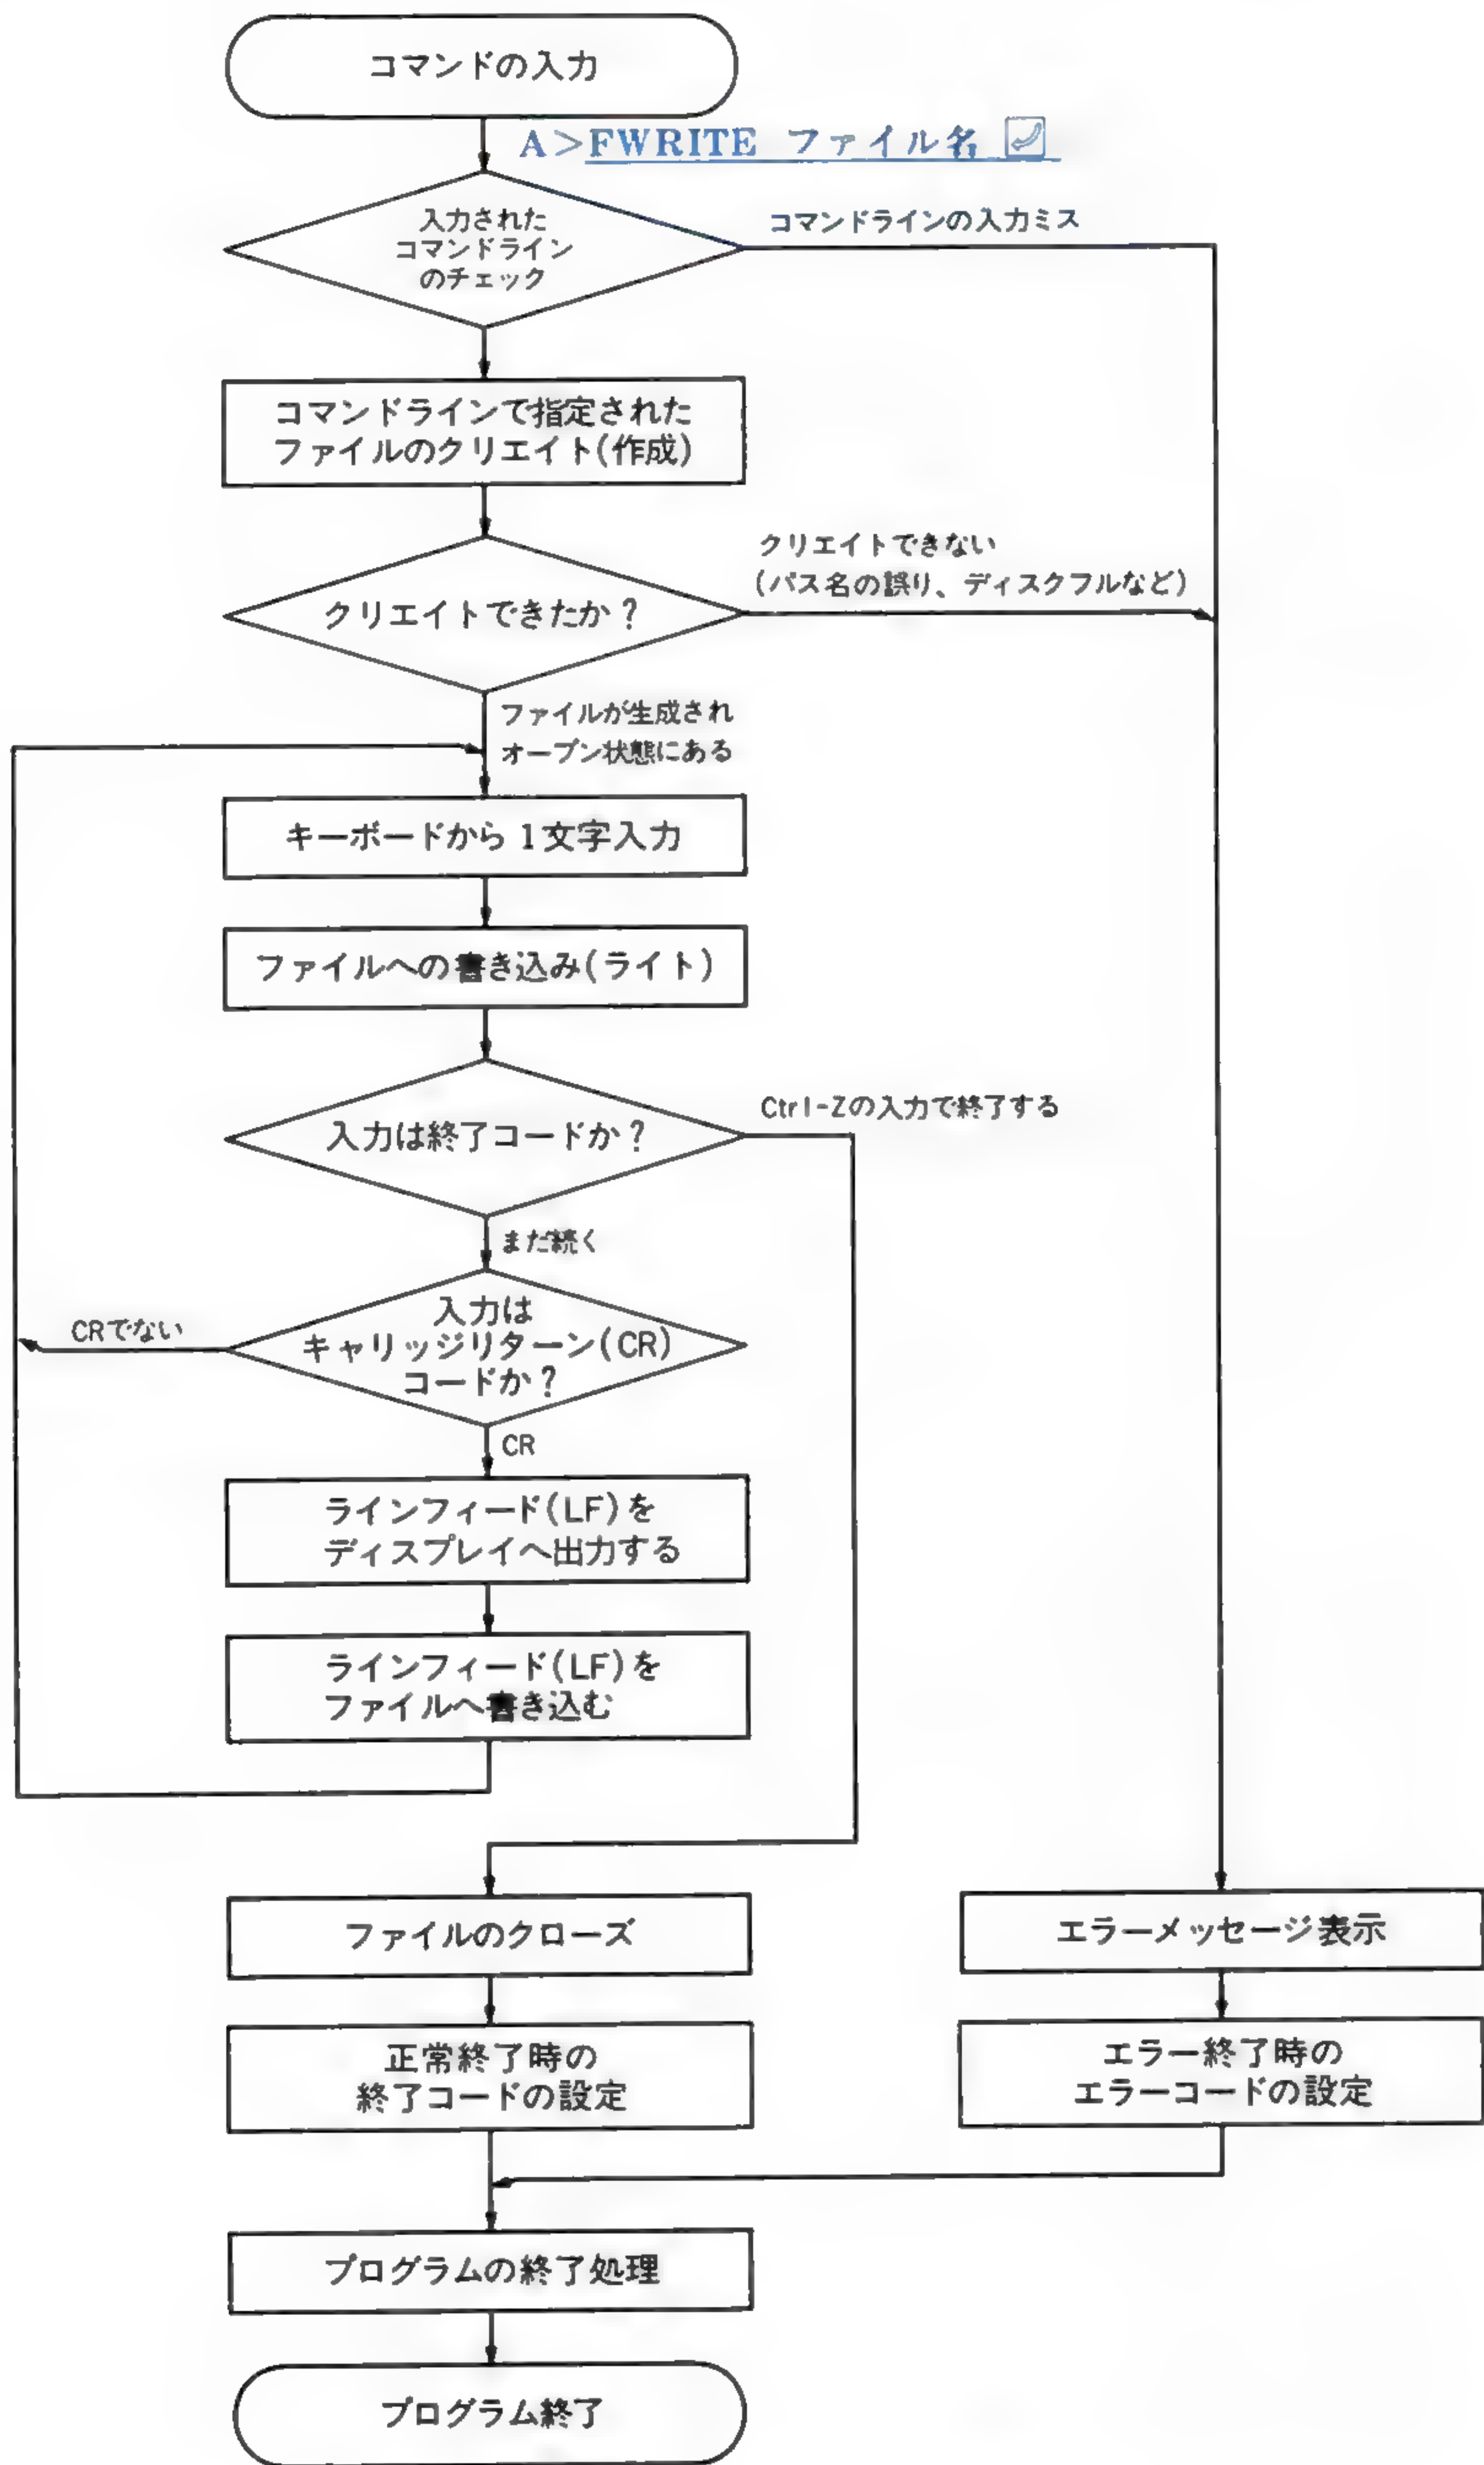 コマンドの入力
A>FWRITE ファイル名
入力された
コマンドライン
のチェック
コマンドラインの入力ミス
コマンドラインで指定された
ファイルのクリエイト(作成)
クリエイトできたか?
クリエイトできない
(パス名の誤り、ディスクフルなど)
ファイルが生成され
オープン状態にある
キーボードから1文字入力
ファイルへの書き込み(ライト)
入力は終了コードか?
Ctrl-Zの入力で終了する
まだ続く
入力は
キャリッジリターン(CR)
コードか?
CRでない
CR
ラインフィード(LF)を
ディスプレイへ出力する
ラインフィード(LF)を
ファイルへ書き込む
ファイルのクローズ
エラーメッセージ表示
正常終了時の
終了コードの設定
エラー終了時の
エラーコードの設定
プログラムの終了処理
プログラム終了